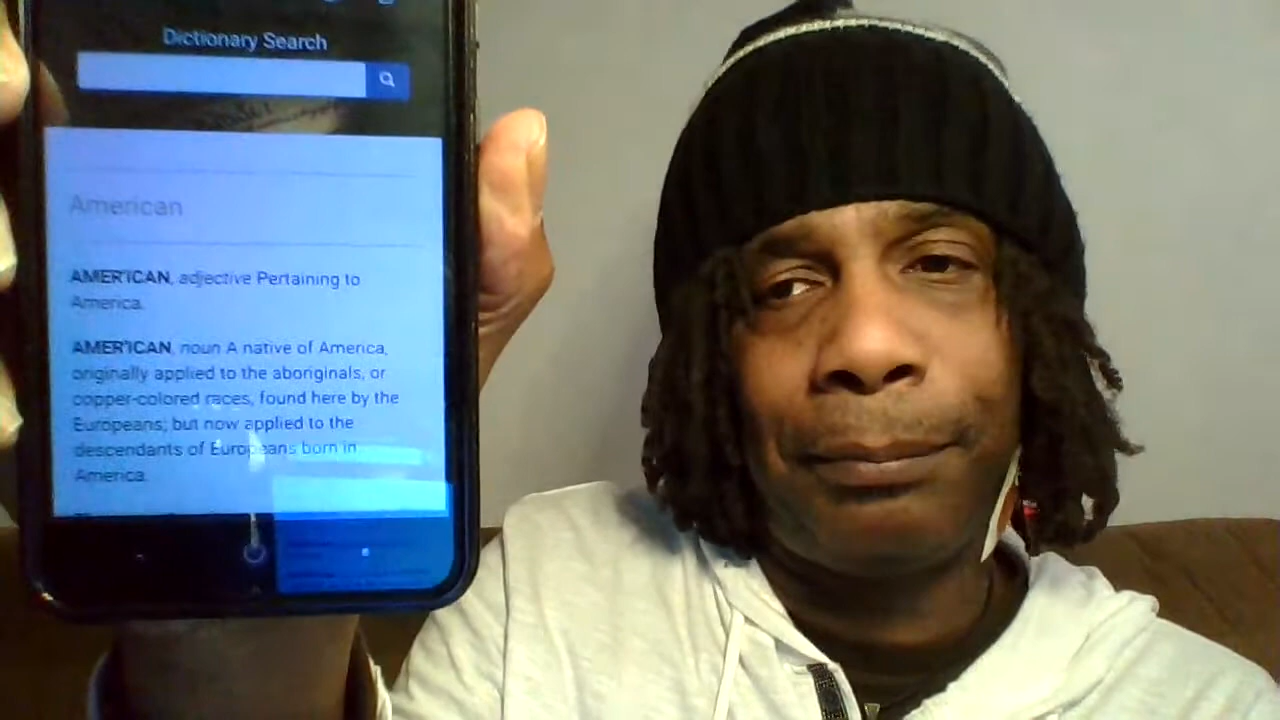 Dictionary Search
American
AMER'ICAN, adjective Pertaining to
America.
AMER'ICAN, noun A native of America,
originally applied to the aboriginals, or
copper-colored races, found here by the
Europeans; but now applied to the
descendants of Europeans born in
America.